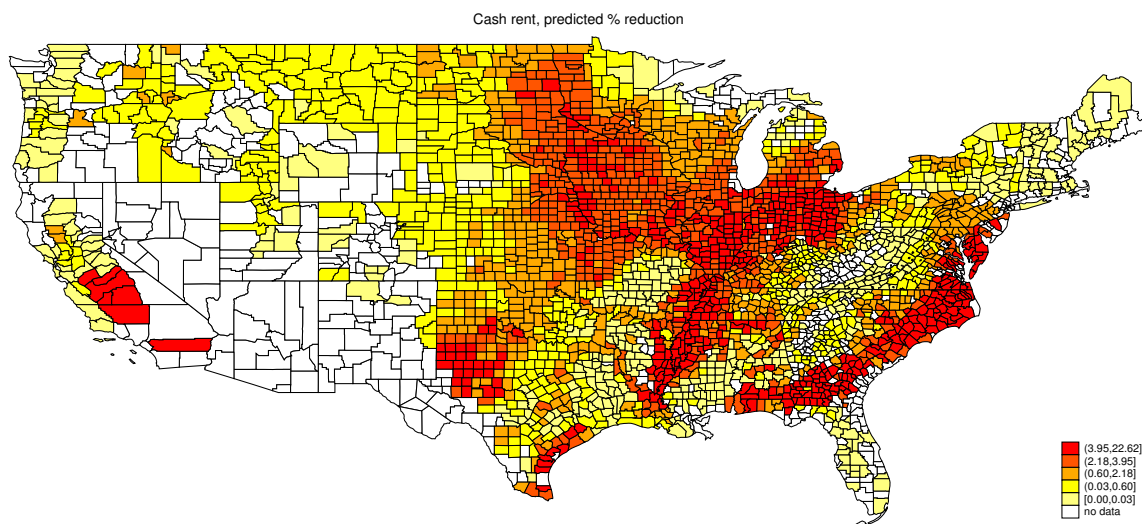 Cash rent, predicted % reduction
(3.95,22.62]
(2.18,3.95]
(0.60,2.18]
(0.03,0.60]
[0.00,0.03]
no data